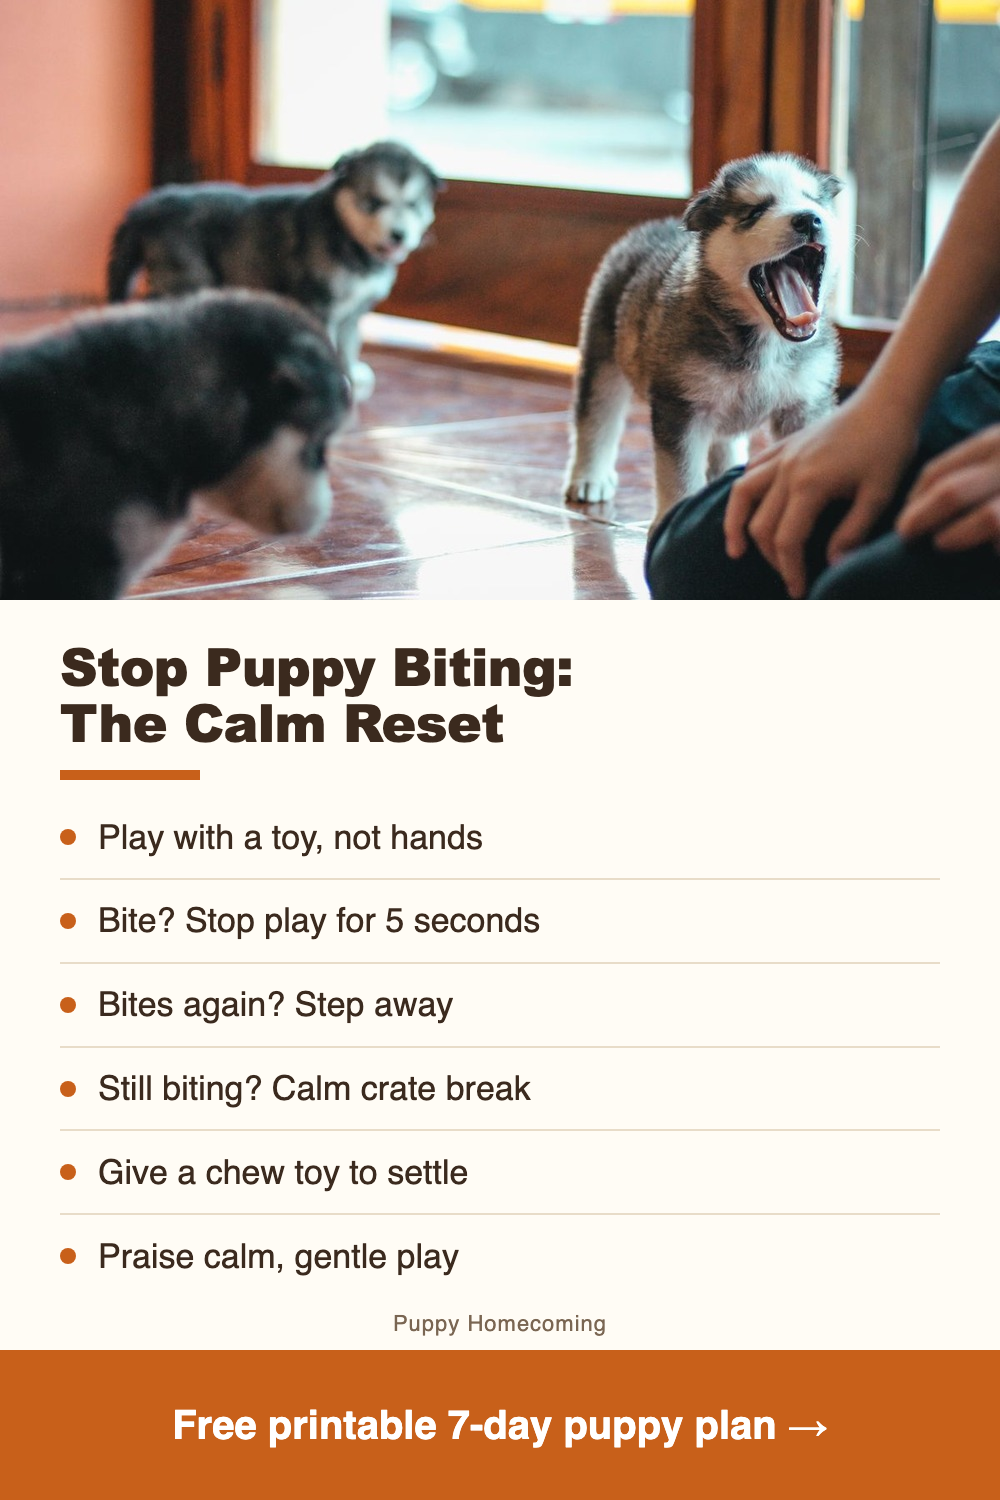 Stop Puppy Biting:
The Calm Reset
Play with a toy, not hands
Bite? Stop play for 5 seconds
Bites again? Step away
Still biting? Calm crate break
Give a chew toy to settle
Praise calm, gentle play
Puppy Homecoming
Free printable 7-day puppy plan →